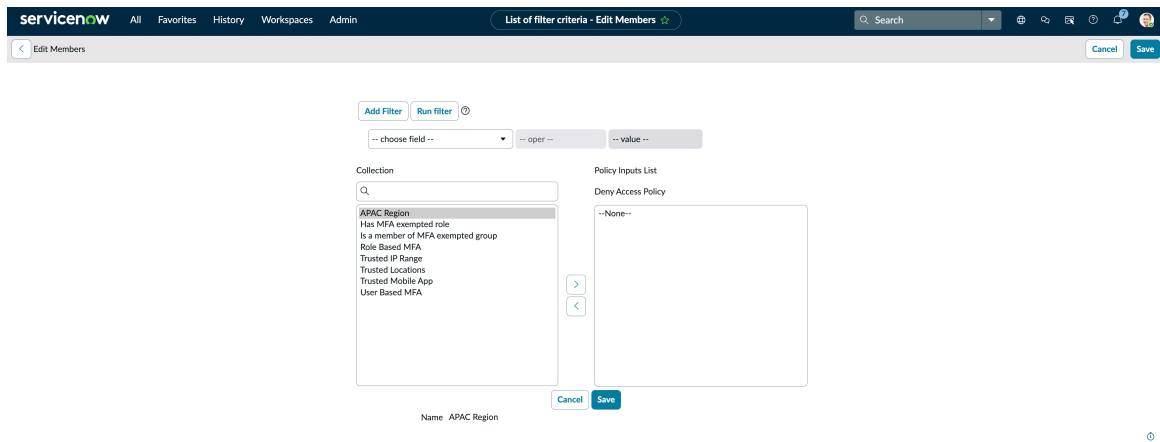 servicenow All Favorites History Workspaces Admin List of filter criteria - Edit Members Search 7
Edit Members Cancel Save
Add Filter Run filter
-- choose field -- -- oper -- -- value --
Collection Policy Inputs List
Deny Access Policy
APAC Region --None--
Has MFA exempted role
Is a member of MFA exempted group
Role Based MFA
Trusted IP Range
Trusted Locations
Trusted Mobile App
User Based MFA
Cancel Save
Name APAC Region